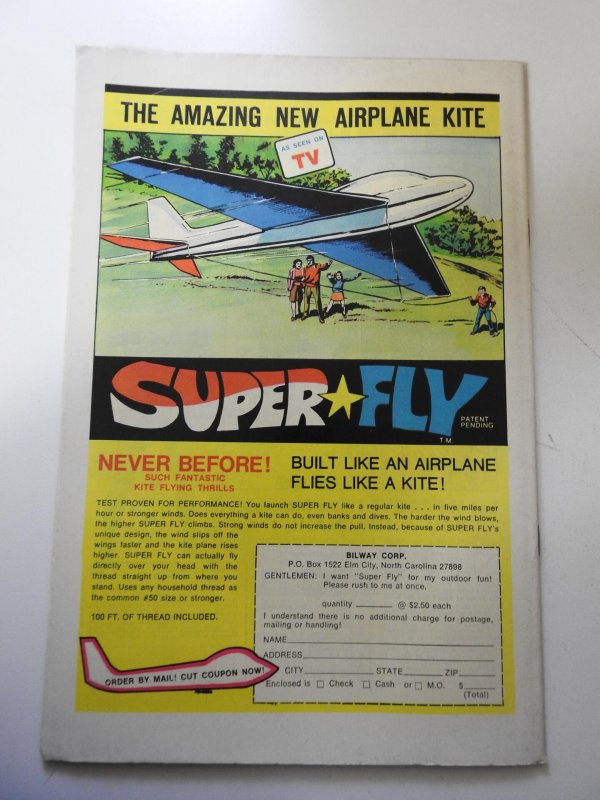 THE AMAZING NEW AIRPLANE KITE
AS SEEN ON
TV
SUPER FLY
PATENT
PENDING
T.M.
NEVER BEFORE!
SUCH FANTASTIC
KITE FLYING THRILLS
BUILT LIKE AN AIRPLANE
FLIES LIKE A KITE!
TEST PROVEN FOR PERFORMANCE! You launch SUPER FLY like a regular kite . . . in five miles per
hour or stronger winds. Does everything a kite can do, even banks and dives. The harder the wind blows,
the higher SUPER FLY climbs. Strong winds do not increase the pull. Instead, because of SUPER FLY's
unique design, the wind slips off the
wings faster and the kite plane rises
higher. SUPER FLY can actually fly
directly over your head with the
thread straight up from where you
stand. Uses any household thread as
the common #50 size or stronger.
100 FT. OF THREAD INCLUDED.
ORDER BY MAIL! CUT COUPON NOW!
BILWAY CORP.
P.O. Box 1522 Elm City, North Carolina 27898
GENTLEMEN: I want "Super Fly" for my outdoor fun!
Please rush to me at once,
quantity ______ @ $2.50 each
I understand there is no additional charge for postage,
mailing or handling!
NAME
ADDRESS
CITY STATE ZIP
Enclosed is □ Check □ Cash or □ M.O. $
(Total)